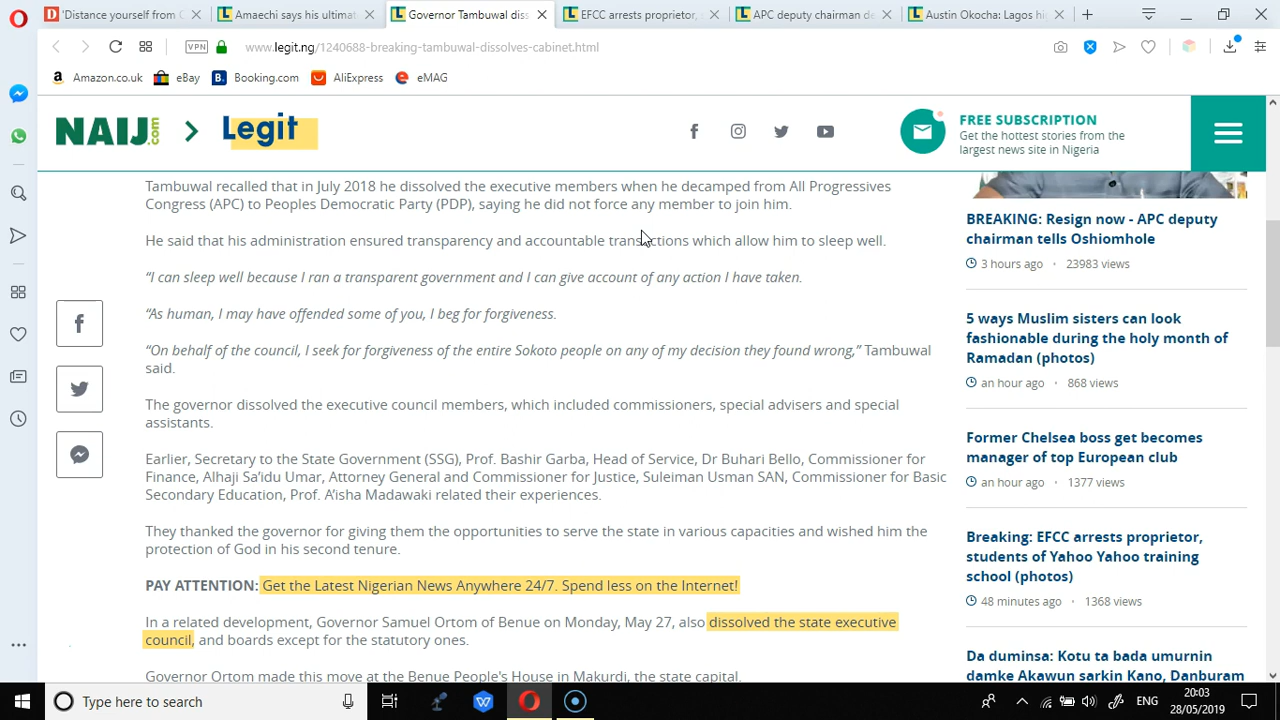 'Distance yourself from
Amaechi says his ultimat
Governor Tambuwal diss
EFCC arrests proprietor,
APC deputy chairman de
Austin Okocha: Lagos hi
VPN
www.legit.ng/1240688-breaking-tambuwal-dissolves-cabinet.html
Amazon.co.uk
eBay
Booking.com
AliExpress
eMAG
NAIJ.com
Legit
FREE SUBSCRIPTION
Get the hottest stories from the
largest news site in Nigeria
Tambuwal recalled that in July 2018 he dissolved the executive members when he decamped from All Progressives
Congress (APC) to Peoples Democratic Party (PDP), saying he did not force any member to join him.
He said that his administration ensured transparency and accountable transactions which allow him to sleep well.
“I can sleep well because I ran a transparent government and I can give account of any action I have taken.
“As human, I may have offended some of you, I beg for forgiveness.
“On behalf of the council, I seek for forgiveness of the entire Sokoto people on any of my decision they found wrong,” Tambuwal
said.
The governor dissolved the executive council members, which included commissioners, special advisers and special
assistants.
Earlier, Secretary to the State Government (SSG), Prof. Bashir Garba, Head of Service, Dr Buhari Bello, Commissioner for
Finance, Alhaji Sa’idu Umar, Attorney General and Commissioner for Justice, Suleiman Usman SAN, Commissioner for Basic
Secondary Education, Prof. A’isha Madawaki related their experiences.
They thanked the governor for giving them the opportunities to serve the state in various capacities and wished him the
protection of God in his second tenure.
PAY ATTENTION: Get the Latest Nigerian News Anywhere 24/7. Spend less on the Internet!
In a related development, Governor Samuel Ortom of Benue on Monday, May 27, also dissolved the state executive
council, and boards except for the statutory ones.
Governor Ortom made this move at the Benue People's House in Makurdi, the state capital.
BREAKING: Resign now - APC deputy
chairman tells Oshiomhole
3 hours ago · 23983 views
5 ways Muslim sisters can look
fashionable during the holy month of
Ramadan (photos)
an hour ago · 868 views
Former Chelsea boss get becomes
manager of top European club
an hour ago · 1377 views
Breaking: EFCC arrests proprietor,
students of Yahoo Yahoo training
school (photos)
48 minutes ago · 1368 views
Da duminsa: Kotu ta bada umurnin
damke Akawun sarkin Kano, Danburam
Type here to search
ENG
20:03
28/05/2019